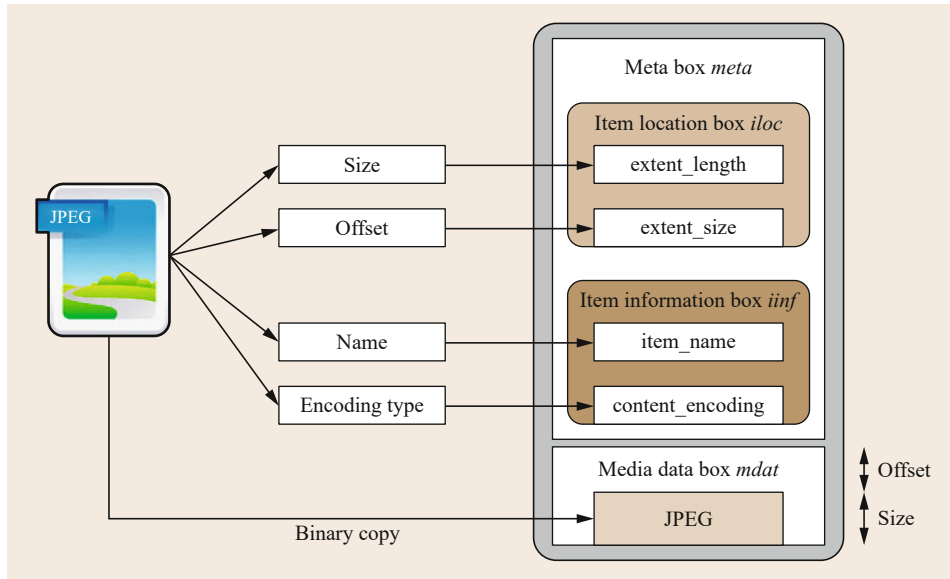 Meta box meta
Item location box iloc
Size
extent_length
JPEG
Offset
extent_size
Item information box iinf
Name
item_name
Encoding type
content_encoding
Media data box mdat
Offset
JPEG
Size
Binary copy